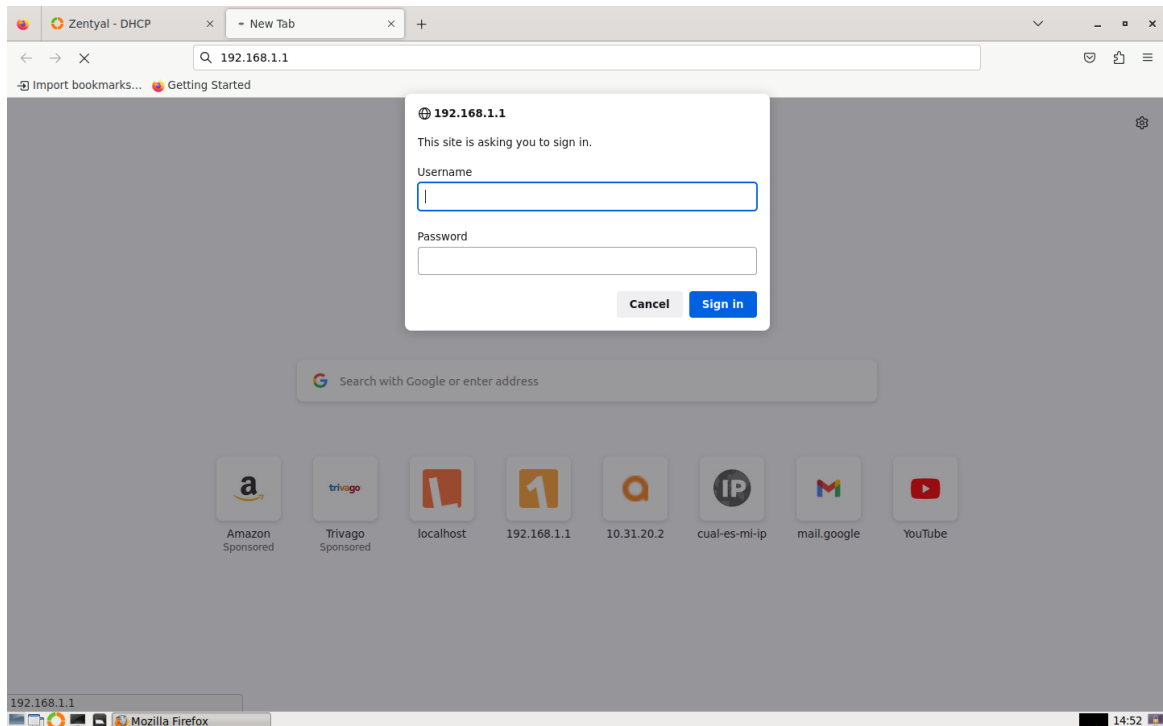 Zentyal - DHCP
New Tab
192.168.1.1
Import bookmarks...
Getting Started
192.168.1.1
This site is asking you to sign in.
Username
Password
Cancel
Sign in
Search with Google or enter address
a
trivago
L
1
a
IP
Amazon
Sponsored
Trivago
Sponsored
localhost
192.168.1.1
10.31.20.2
cual-es-mi-ip
mail.google
YouTube
192.168.1.1
Mozilla Firefox
14:52